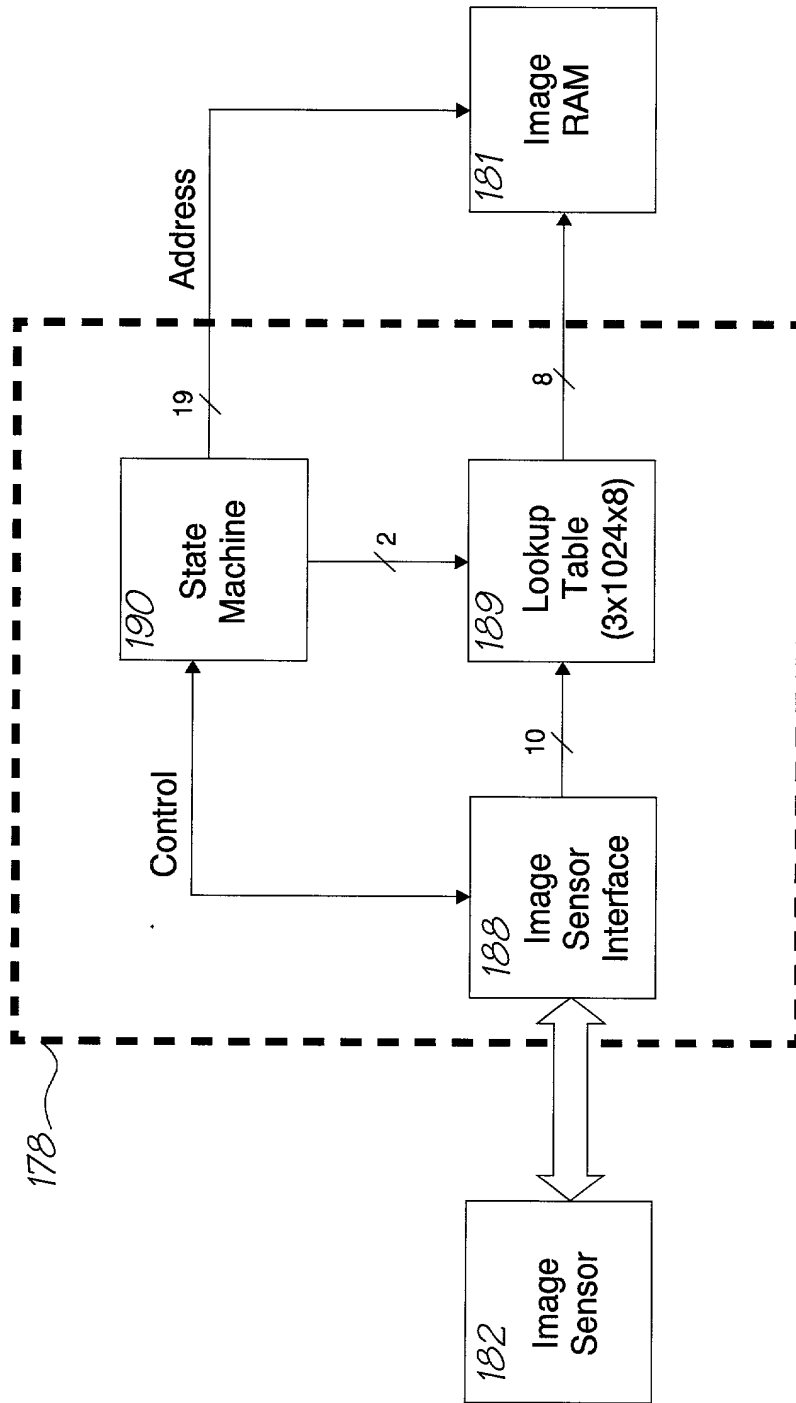 178
Control
Address
190
State
Machine
19
2
182
Image
Sensor
188
Image
Sensor
Interface
10
189
Lookup
Table
(3x1024x8)
8
181
Image
RAM